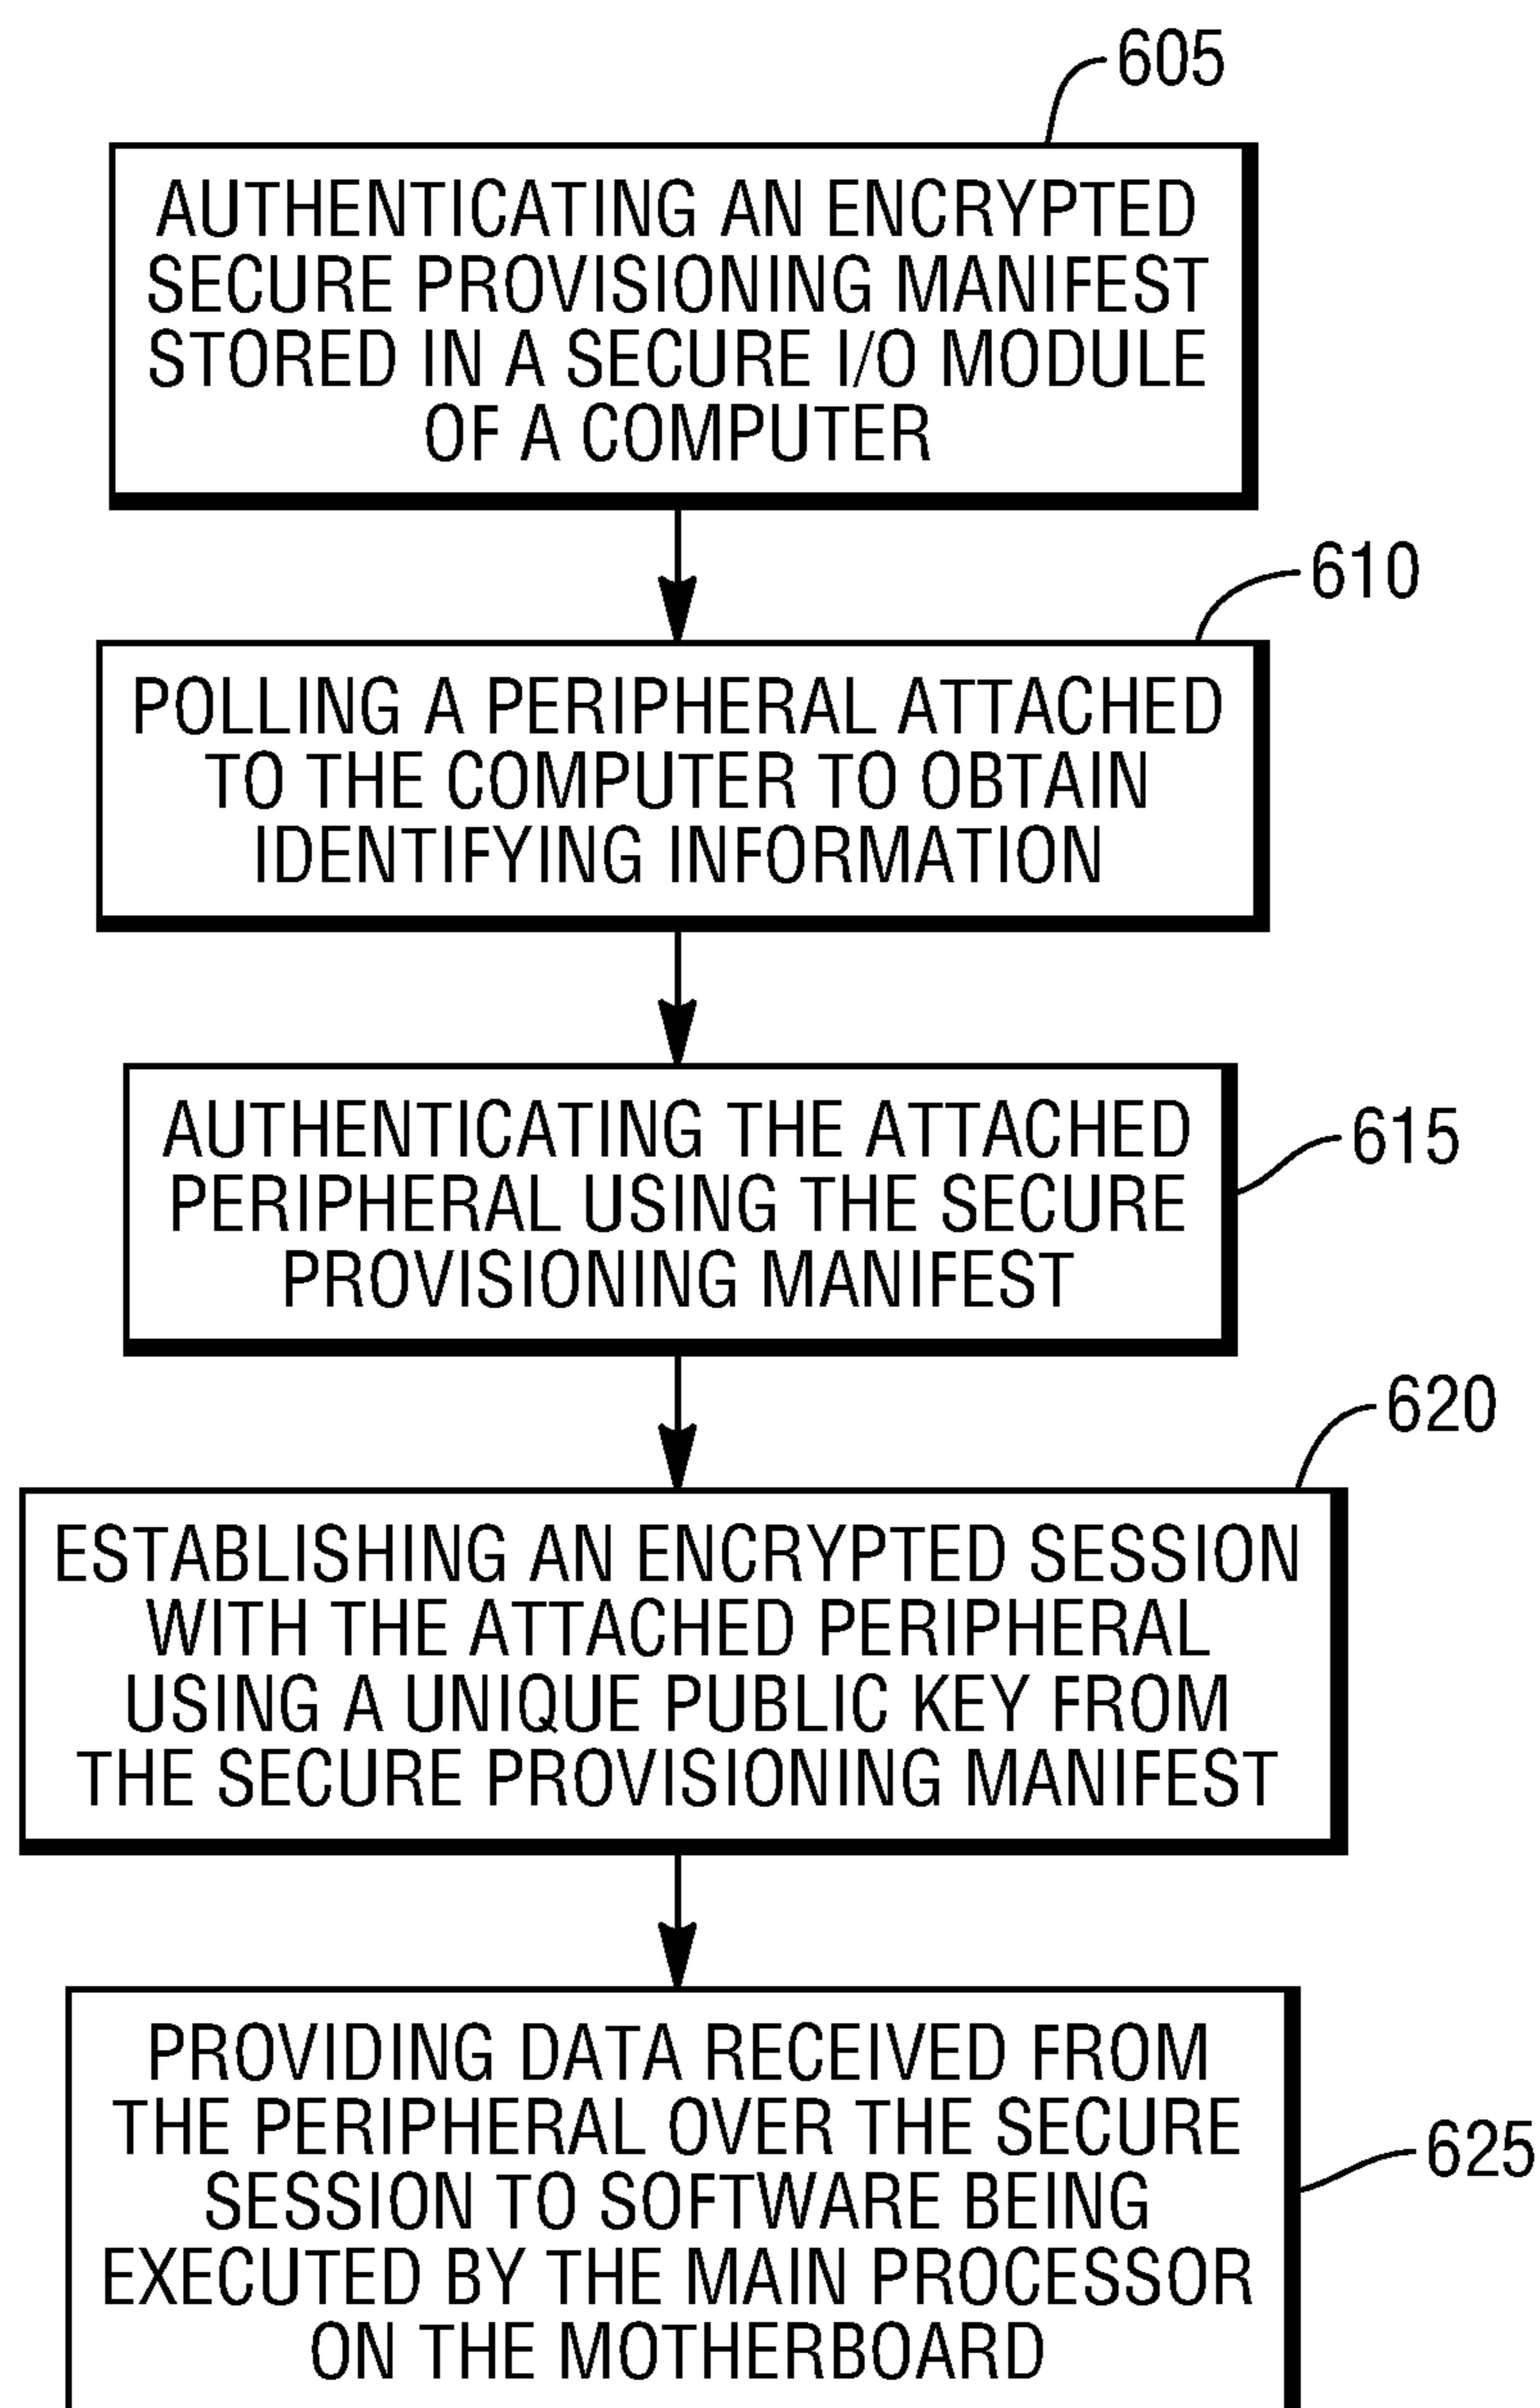 605
AUTHENTICATING AN ENCRYPTED
SECURE PROVISIONING MANIFEST
STORED IN A SECURE I/O MODULE
OF A COMPUTER
610
POLLING A PERIPHERAL ATTACHED
TO THE COMPUTER TO OBTAIN
IDENTIFYING INFORMATION
AUTHENTICATING THE ATTACHED
PERIPHERAL USING THE SECURE
PROVISIONING MANIFEST
615
620
ESTABLISHING AN ENCRYPTED SESSION
WITH THE ATTACHED PERIPHERAL
USING A UNIQUE PUBLIC KEY FROM
THE SECURE PROVISIONING MANIFEST
PROVIDING DATA RECEIVED FROM
THE PERIPHERAL OVER THE SECURE
SESSION TO SOFTWARE BEING
EXECUTED BY THE MAIN PROCESSOR
ON THE MOTHERBOARD
625